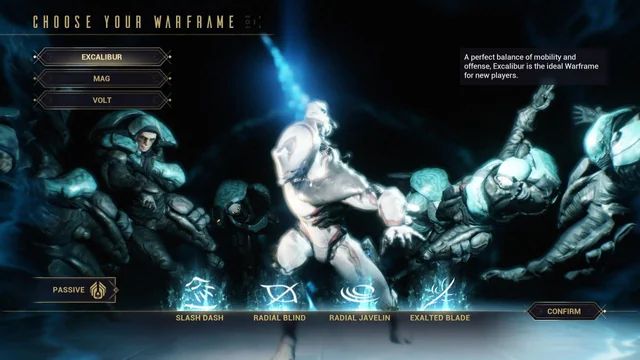 CHOOSE YOUR WARFRAME
EXCALIBUR
MAG
VOLT
A perfect balance of mobility and
offense, Excalibur is the ideal Warframe
for new players.
PASSIVE
SLASH DASH
RADIAL BLIND
RADIAL JAVELIN
EXALTED BLADE
CONFIRM